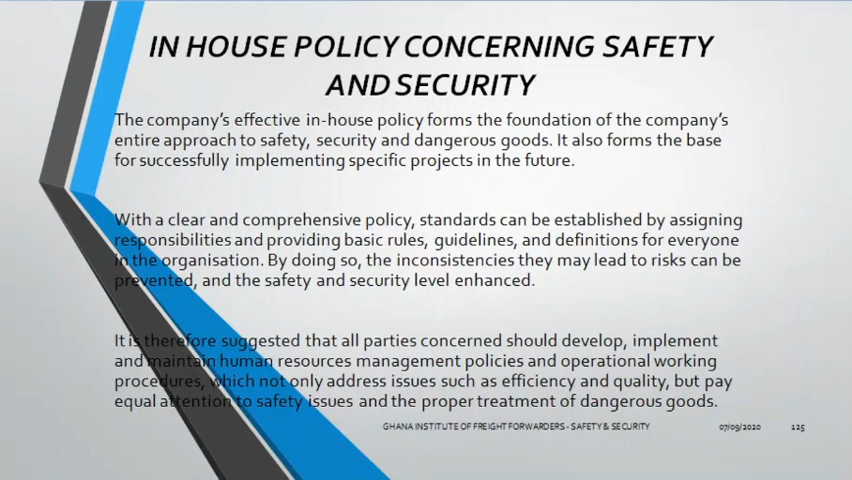 IN HOUSE POLICY CONCERNING SAFETY
AND SECURITY
The company's effective in-house policy forms the foundation of the company's
entire approach to safety, security and dangerous goods. It also forms the base
for successfully implementing specific projects in the future.
With a clear and comprehensive policy, standards can be established by assigning
responsibilities and providing basic rules, guidelines, and definitions for everyone
in the organisation. By doing so, the inconsistencies they may lead to risks can be
prevented, and the safety and security level enhanced.
It is therefore suggested that all parties concerned should develop, implement
and maintain human resources management policies and operational working
procedures, which not only address issues such as efficiency and quality, but pay
equal attention to safety issues and the proper treatment of dangerous goods.
GHANA INSTITUTE OF FREIGHT FORWARDERS - SAFETY & SECURITY 07/09/2020 125